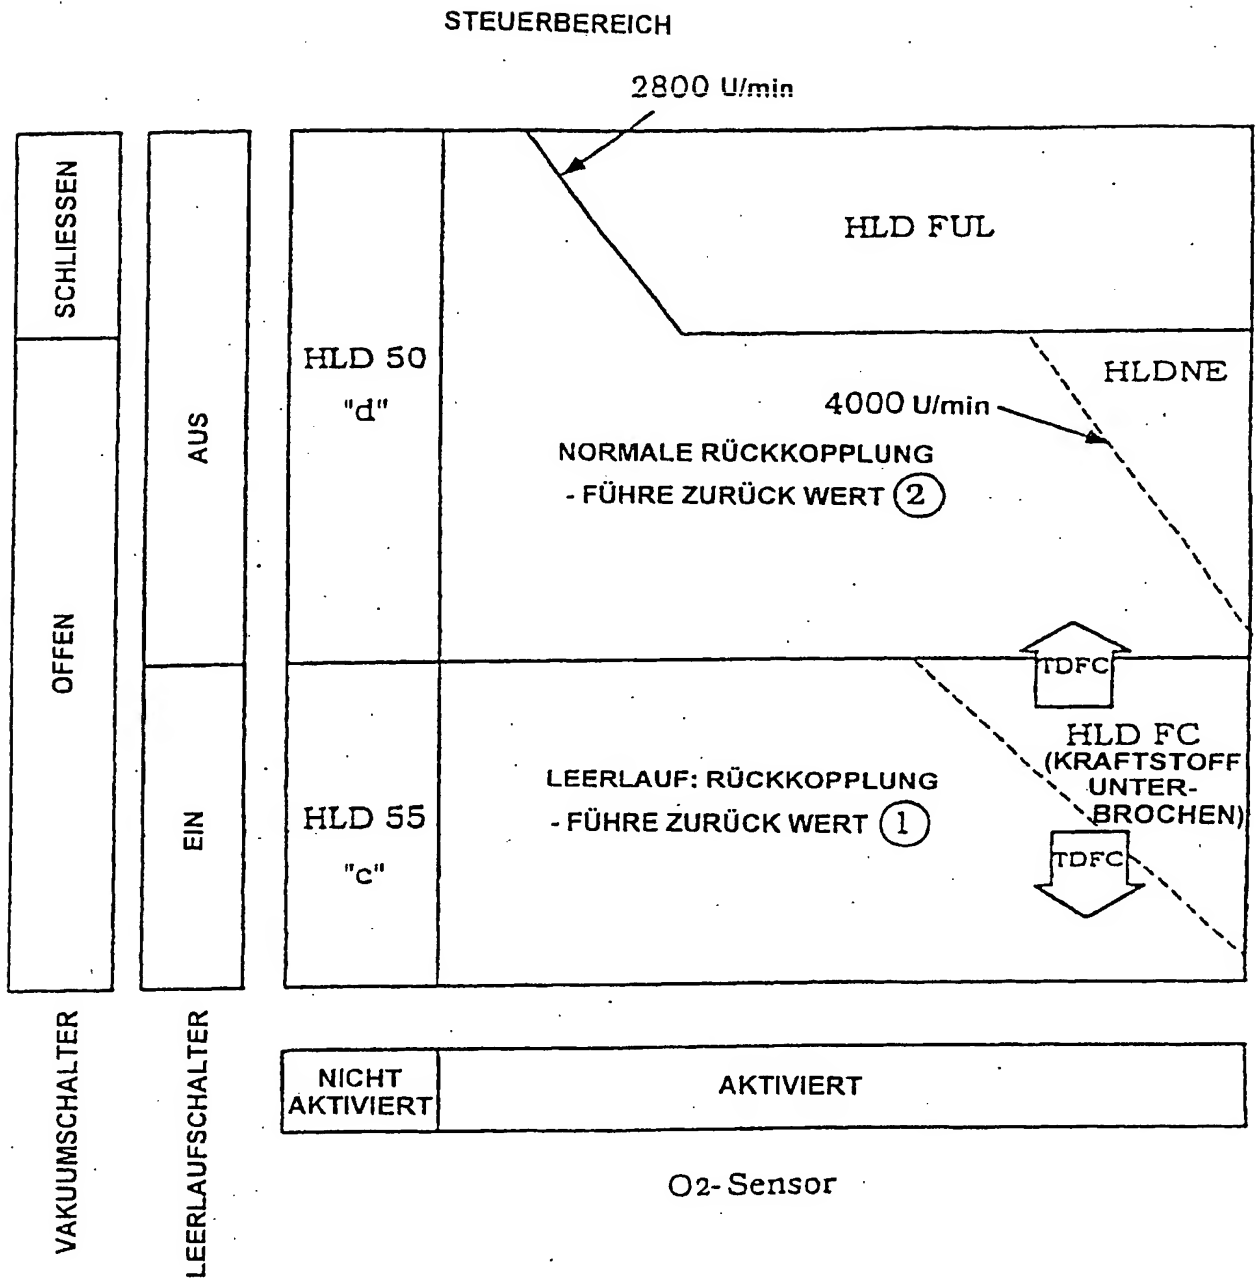 STEUERBEREICH
2800 U/min
SCHLIESSEN
HLD FUL
HLD 50
"d"
HLDNE
4000 U/min
AUS
NORMALE RÜCKKOPPLUNG
- FÜHRE ZURÜCK WERT 2
OFFEN
TDFC
HLD FC
(KRAFTSTOFF
UNTER-
BROCHEN)
LEERLAUF: RÜCKKOPPLUNG
- FÜHRE ZURÜCK WERT 1
EIN
HLD 55
"c"
TDFC
VAKUUMSCHALTER
LEERLAUFSCHALTER
NICHT
AKTIVIERT
AKTIVIERT
O2-Sensor